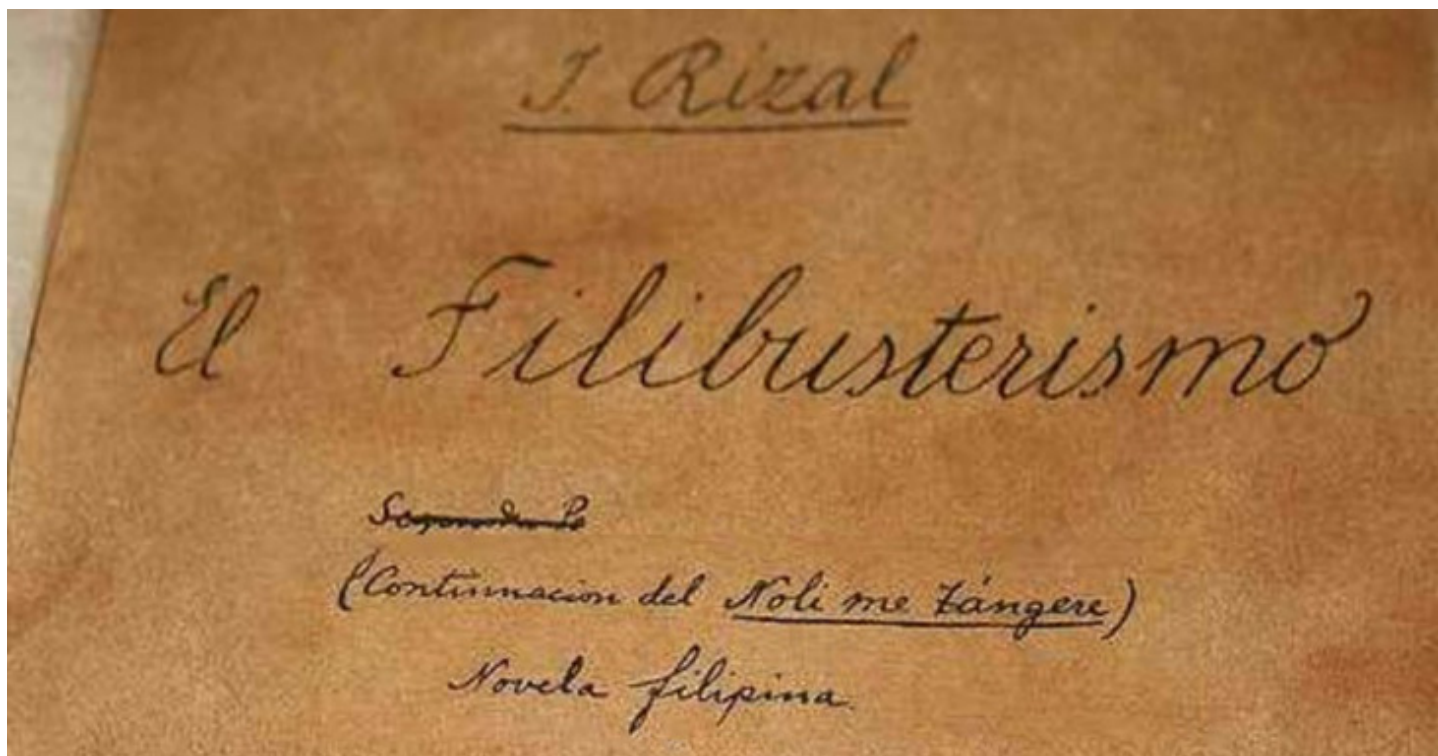 J. Rizal
El Filibusterismo
(Continuacion del Noli me tángere)
Novela filipina